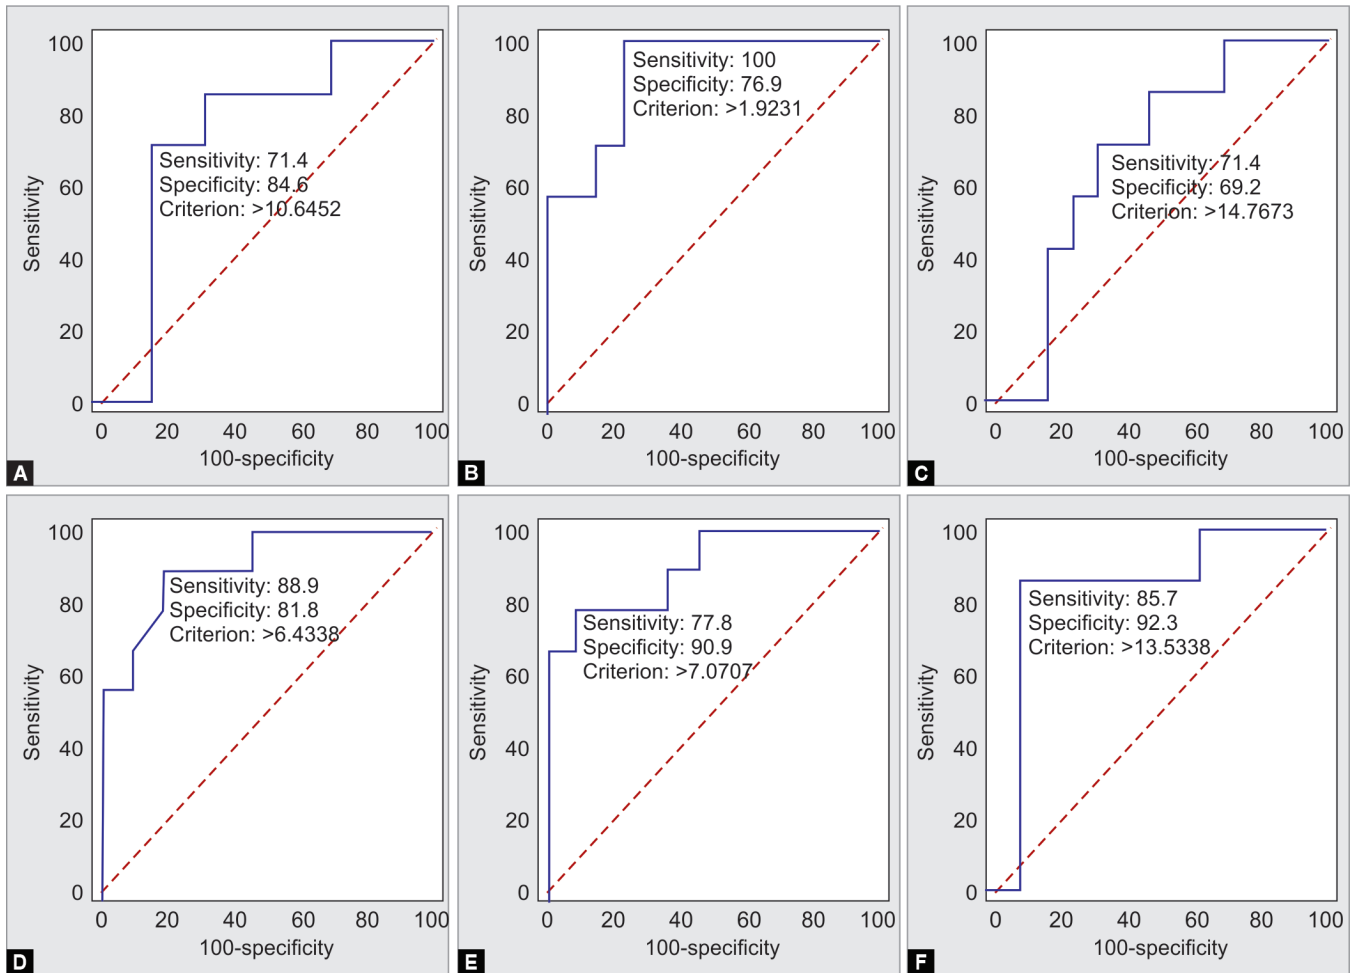 100
80
60
40
20
0
Sensitivity
Sensitivity: 71.4
Specificity: 84.6
Criterion: >10.6452
0 20 40 60 80 100
100-specificity
A
100
80
60
40
20
0
Sensitivity
Sensitivity: 100
Specificity: 76.9
Criterion: >1.9231
0 20 40 60 80 100
100-specificity
B
100
80
60
40
20
0
Sensitivity
Sensitivity: 71.4
Specificity: 69.2
Criterion: >14.7673
0 20 40 60 80 100
100-specificity
C
100
80
60
40
20
0
Sensitivity
Sensitivity: 88.9
Specificity: 81.8
Criterion: >6.4338
0 20 40 60 80 100
100-specificity
D
100
80
60
40
20
0
Sensitivity
Sensitivity: 77.8
Specificity: 90.9
Criterion: >7.0707
0 20 40 60 80 100
100-specificity
E
100
80
60
40
20
0
Sensitivity
Sensitivity: 85.7
Specificity: 92.3
Criterion: >13.5338
0 20 40 60 80 100
100-specificity
F